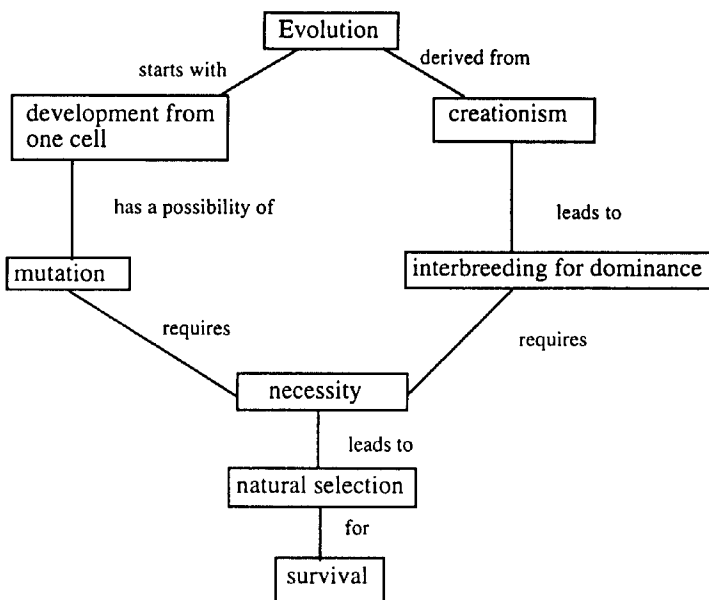 Evolution
starts with
derived from
development from
one cell
creationism
has a possibility of
leads to
mutation
interbreeding for dominance
requires
requires
necessity
leads to
natural selection
for
survival